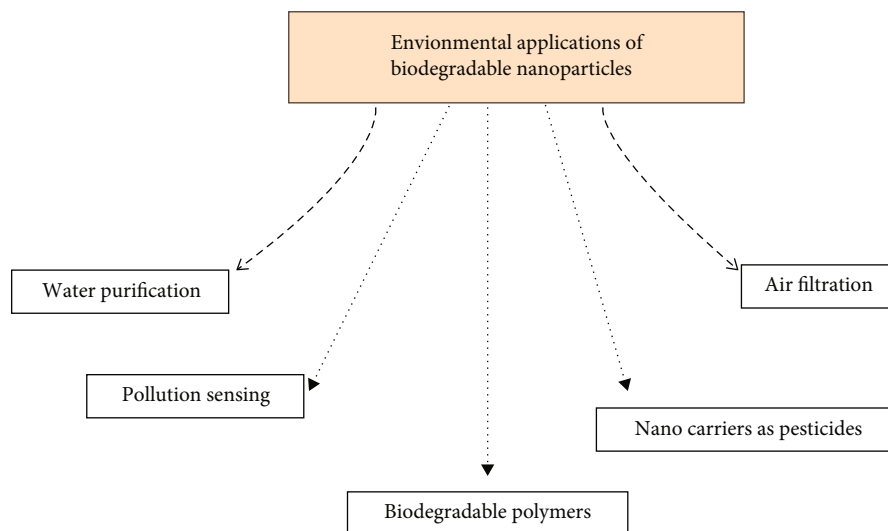 Envionmental applications of
biodegradable nanoparticles
Water purification
Air filtration
Pollution sensing
Nano carriers as pesticides
Biodegradable polymers